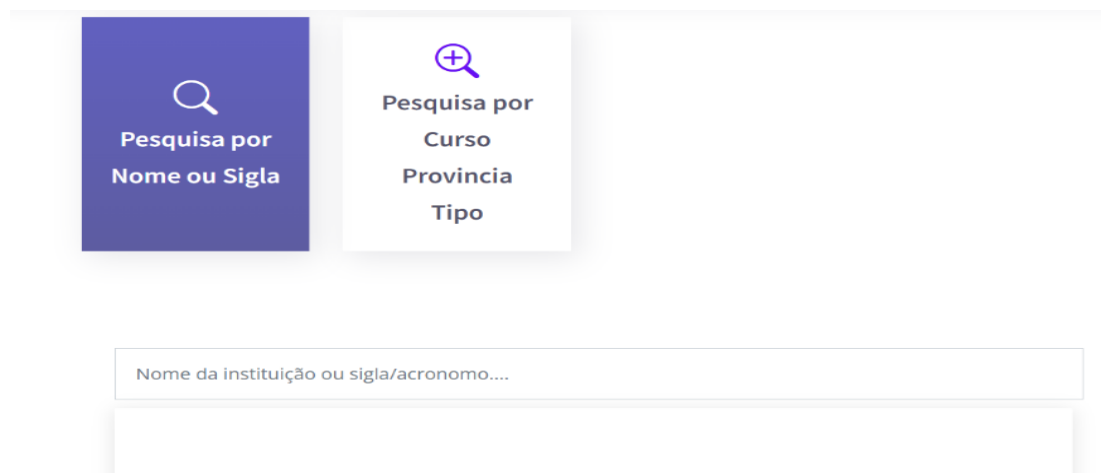 Pesquisa por
Nome ou Sigla
Pesquisa por
Curso
Provincia
Tipo
Nome da instituição ou sigla/acronomo....